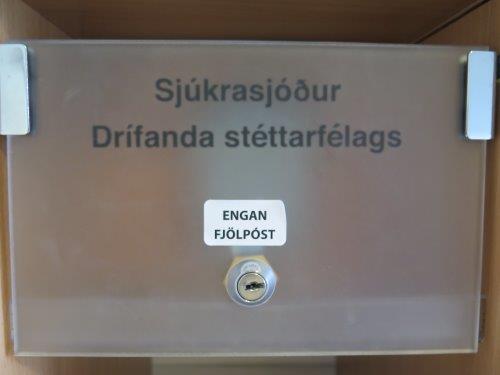 Sjúkrasjóður
Drífanda stéttarfélags
ENGAN
FJÖLPÓST